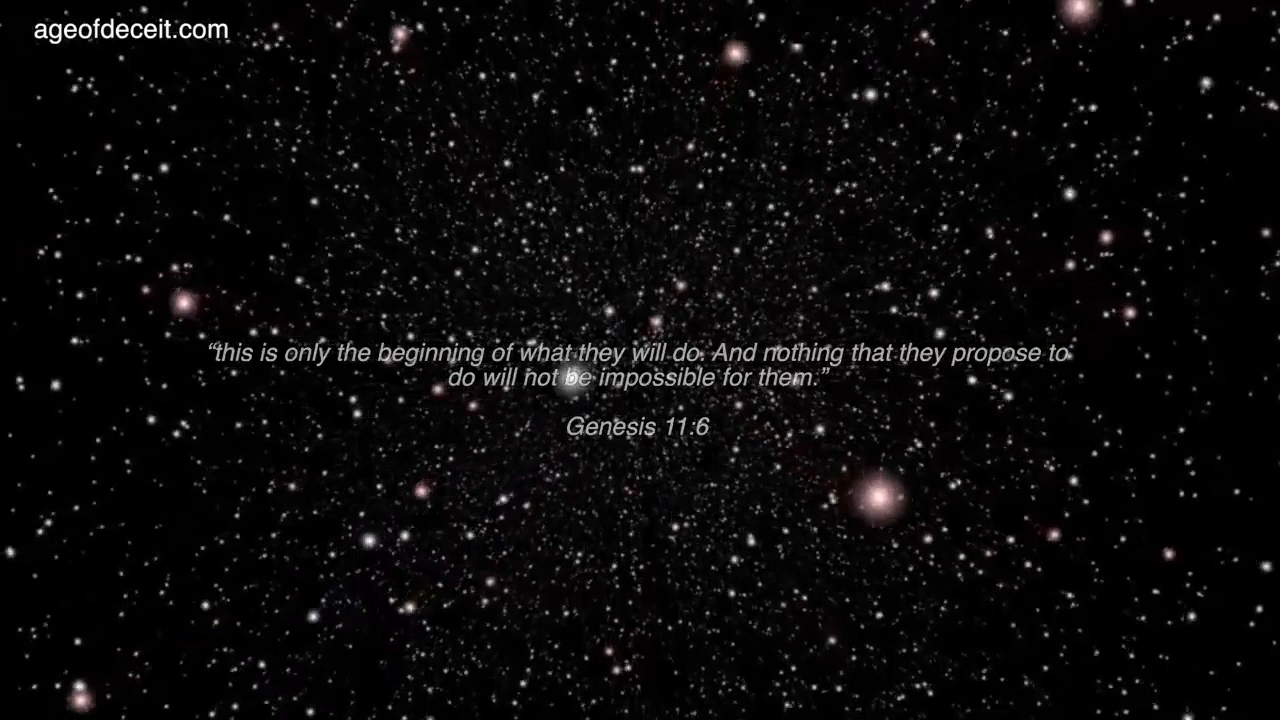 ageofdeceit.com
“this is only the beginning of what they will do. And nothing that they propose to
do will not be impossible for them.”
Genesis 11:6